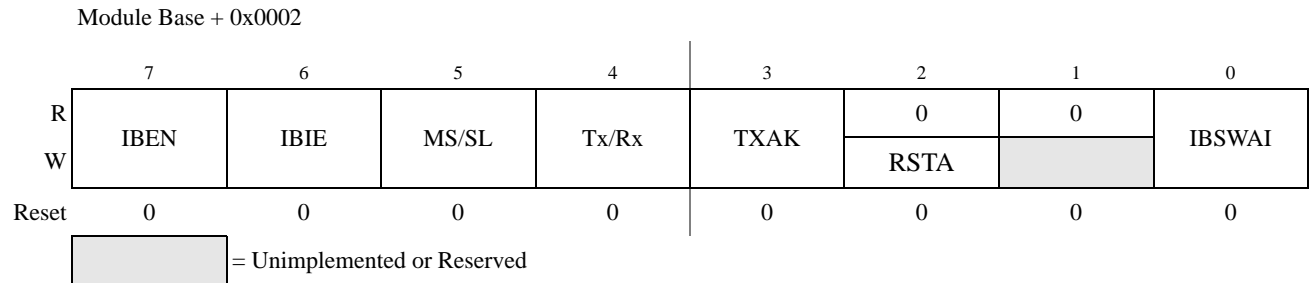 Module Base + 0x0002
7 6 5 4 3 2 1 0
R 0 0
IBEN IBIE MS/SL Tx/Rx TXAK IBSWAI
W RSTA
Reset 0 0 0 0 0 0 0 0
= Unimplemented or Reserved